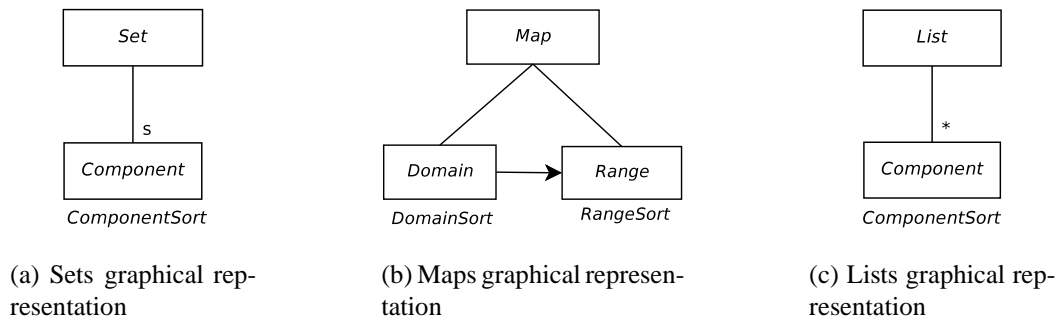 Set
s
Component
ComponentSort
(a) Sets graphical rep-
resentation
Map
Domain
Range
DomainSort
RangeSort
(b) Maps graphical represen-
tation
List
*
Component
ComponentSort
(c) Lists graphical rep-
resentation